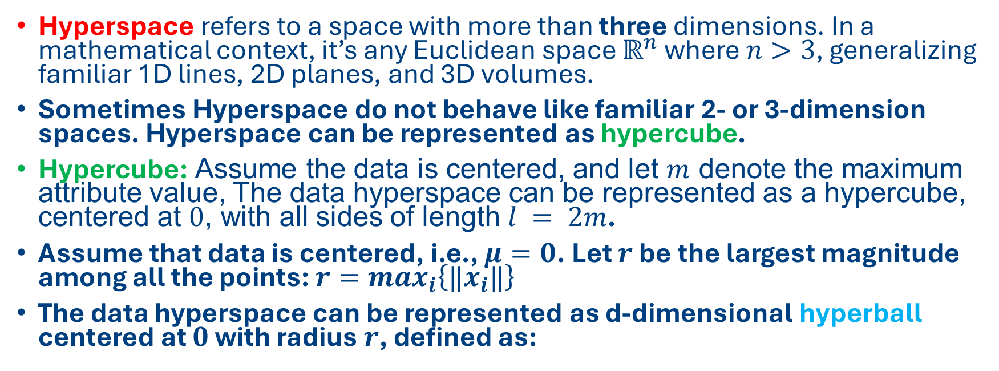 • Hyperspace refers to a space with more than three dimensions. In a
mathematical context, it’s any Euclidean space ℝⁿ where n > 3, generalizing
familiar 1D lines, 2D planes, and 3D volumes.
• Sometimes Hyperspace do not behave like familiar 2- or 3-dimension
spaces. Hyperspace can be represented as hypercube.
• Hypercube: Assume the data is centered, and let m denote the maximum
attribute value, The data hyperspace can be represented as a hypercube,
centered at 0, with all sides of length l = 2m.
• Assume that data is centered, i.e., μ = 0. Let r be the largest magnitude
among all the points: r = maxᵢ{‖xᵢ‖}
• The data hyperspace can be represented as d-dimensional hyperball
centered at 0 with radius r, defined as: